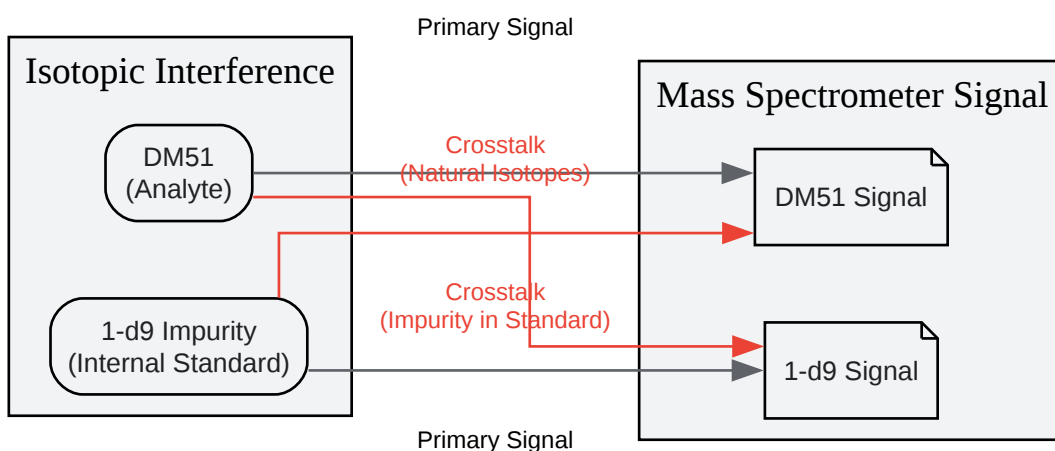 Primary Signal
Isotopic Interference
Mass Spectrometer Signal
DM51
(Analyte)
Crosstalk
(Natural Isotopes)
DM51 Signal
Crosstalk
(Impurity in Standard)
1-d9 Impurity
(Internal Standard)
1-d9 Signal
Primary Signal